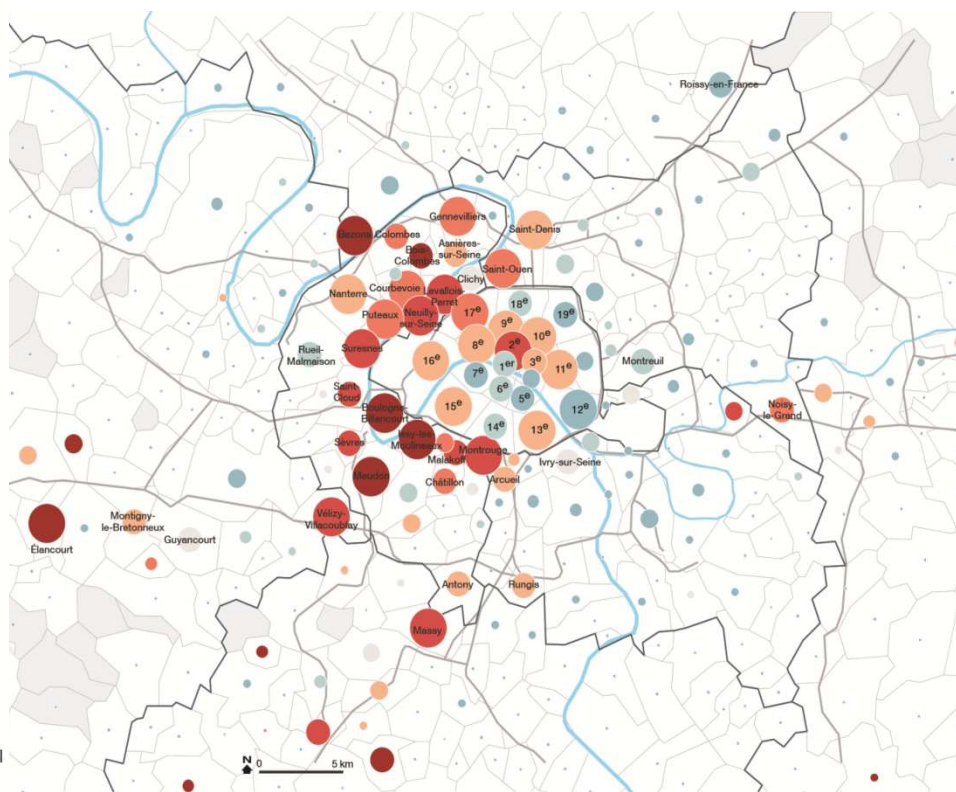 Roissy-en-France
Gennevilliers
Saint-Denis
Bezons
Colombes
Bois-
Colombes
Asnières-
sur-Seine
Saint-Ouen
Clichy
Nanterre
Courbevoie
Levallois-
Perret
Puteaux
Neuilly-
sur-Seine
17e
18e
19e
9e
10e
8e
2e
Suresnes
Rueil-
Malmaison
16e
1er
3e
11e
Montreuil
7e
6e
5e
12e
Saint-
Cloud
Boulogne-
Billancourt
15e
14e
13e
Noisy-
le-Grand
Sèvres
Issy-les-
Moulineaux
Malakoff
Montrouge
Ivry-sur-Seine
Meudon
Châtillon
Arcueil
Vélizy-
Villacoublay
Élancourt
Montigny-
le-Bretonneux
Guyancourt
Antony
Rungis
Massy
N
0
5 km